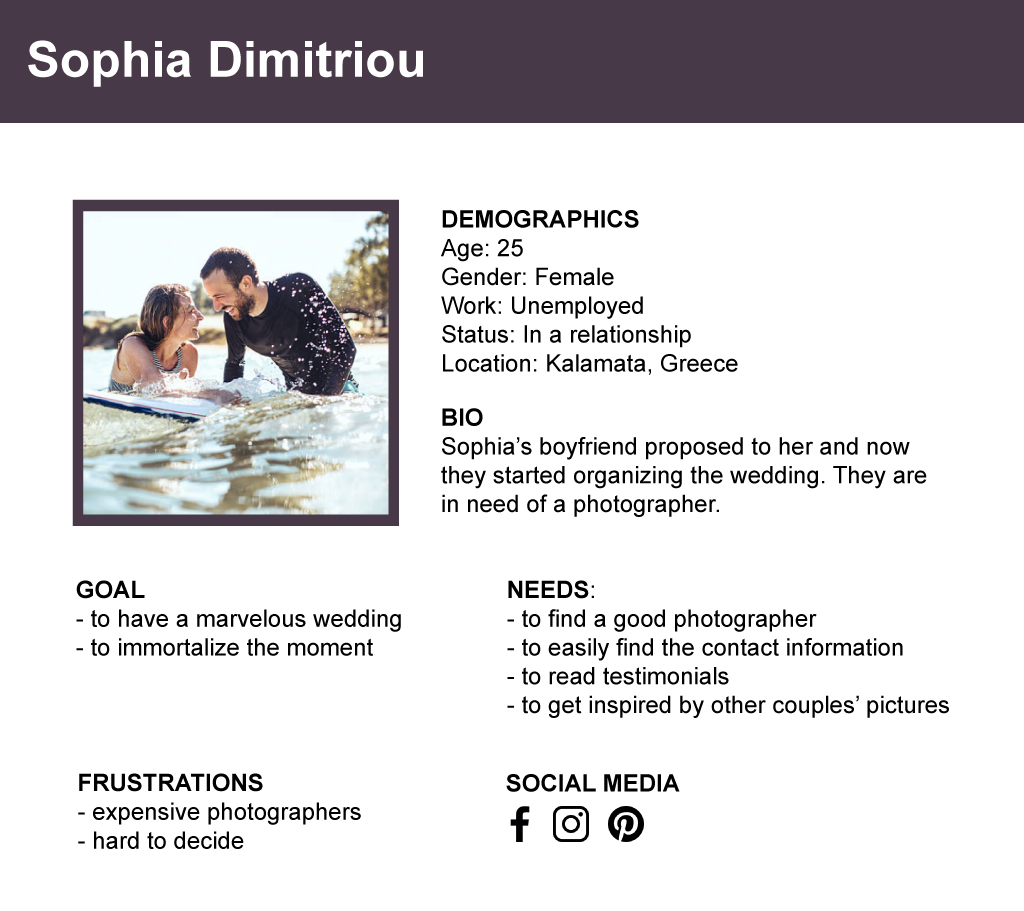 Sophia Dimitriou
DEMOGRAPHICS
Age: 25
Gender: Female
Work: Unemployed
Status: In a relationship
Location: Kalamata, Greece
BIO
Sophia’s boyfriend proposed to her and now
they started organizing the wedding. They are
in need of a photographer.
GOAL
- to have a marvelous wedding
- to immortalize the moment
NEEDS:
- to find a good photographer
- to easily find the contact information
- to read testimonials
- to get inspired by other couples’ pictures
FRUSTRATIONS
- expensive photographers
- hard to decide
SOCIAL MEDIA